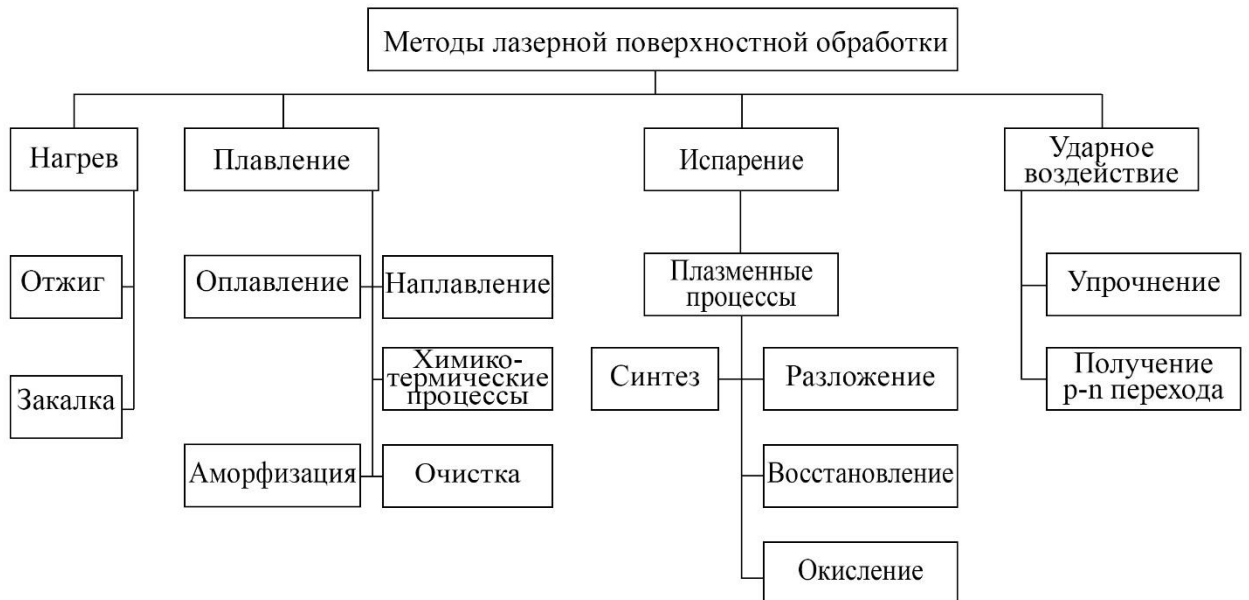 Методы лазерной поверхностной обработки
Нагрев
Плавление
Испарение
Ударное
воздействие
Отжиг
Оплавление
Наплавление
Плазменные
процессы
Упрочнение
Закалка
Химико-
термические
процессы
Синтез
Разложение
Получение
p-n перехода
Аморфизация
Очистка
Восстановление
Окисление